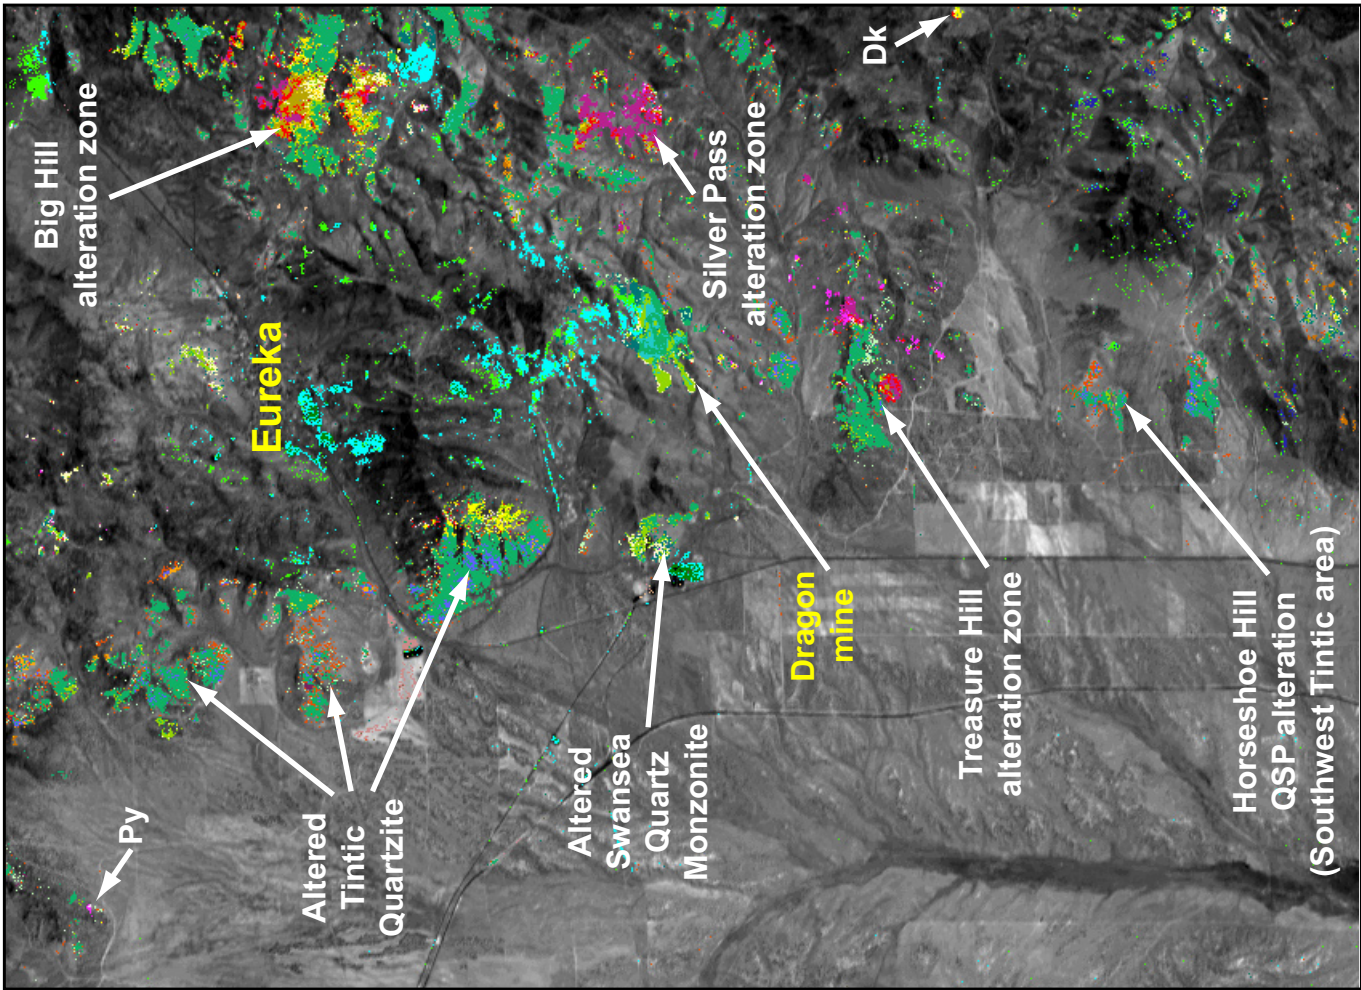 Big Hill
alteration zone
Eureka
Silver Pass
alteration zone
Dk
Py
Altered
Tintic
Quartzite
Altered
Swansea
Quartz
Monzonite
Dragon
mine
Treasure Hill
alteration zone
Horseshoe Hill
QSP alteration
(Southwest Tintic area)